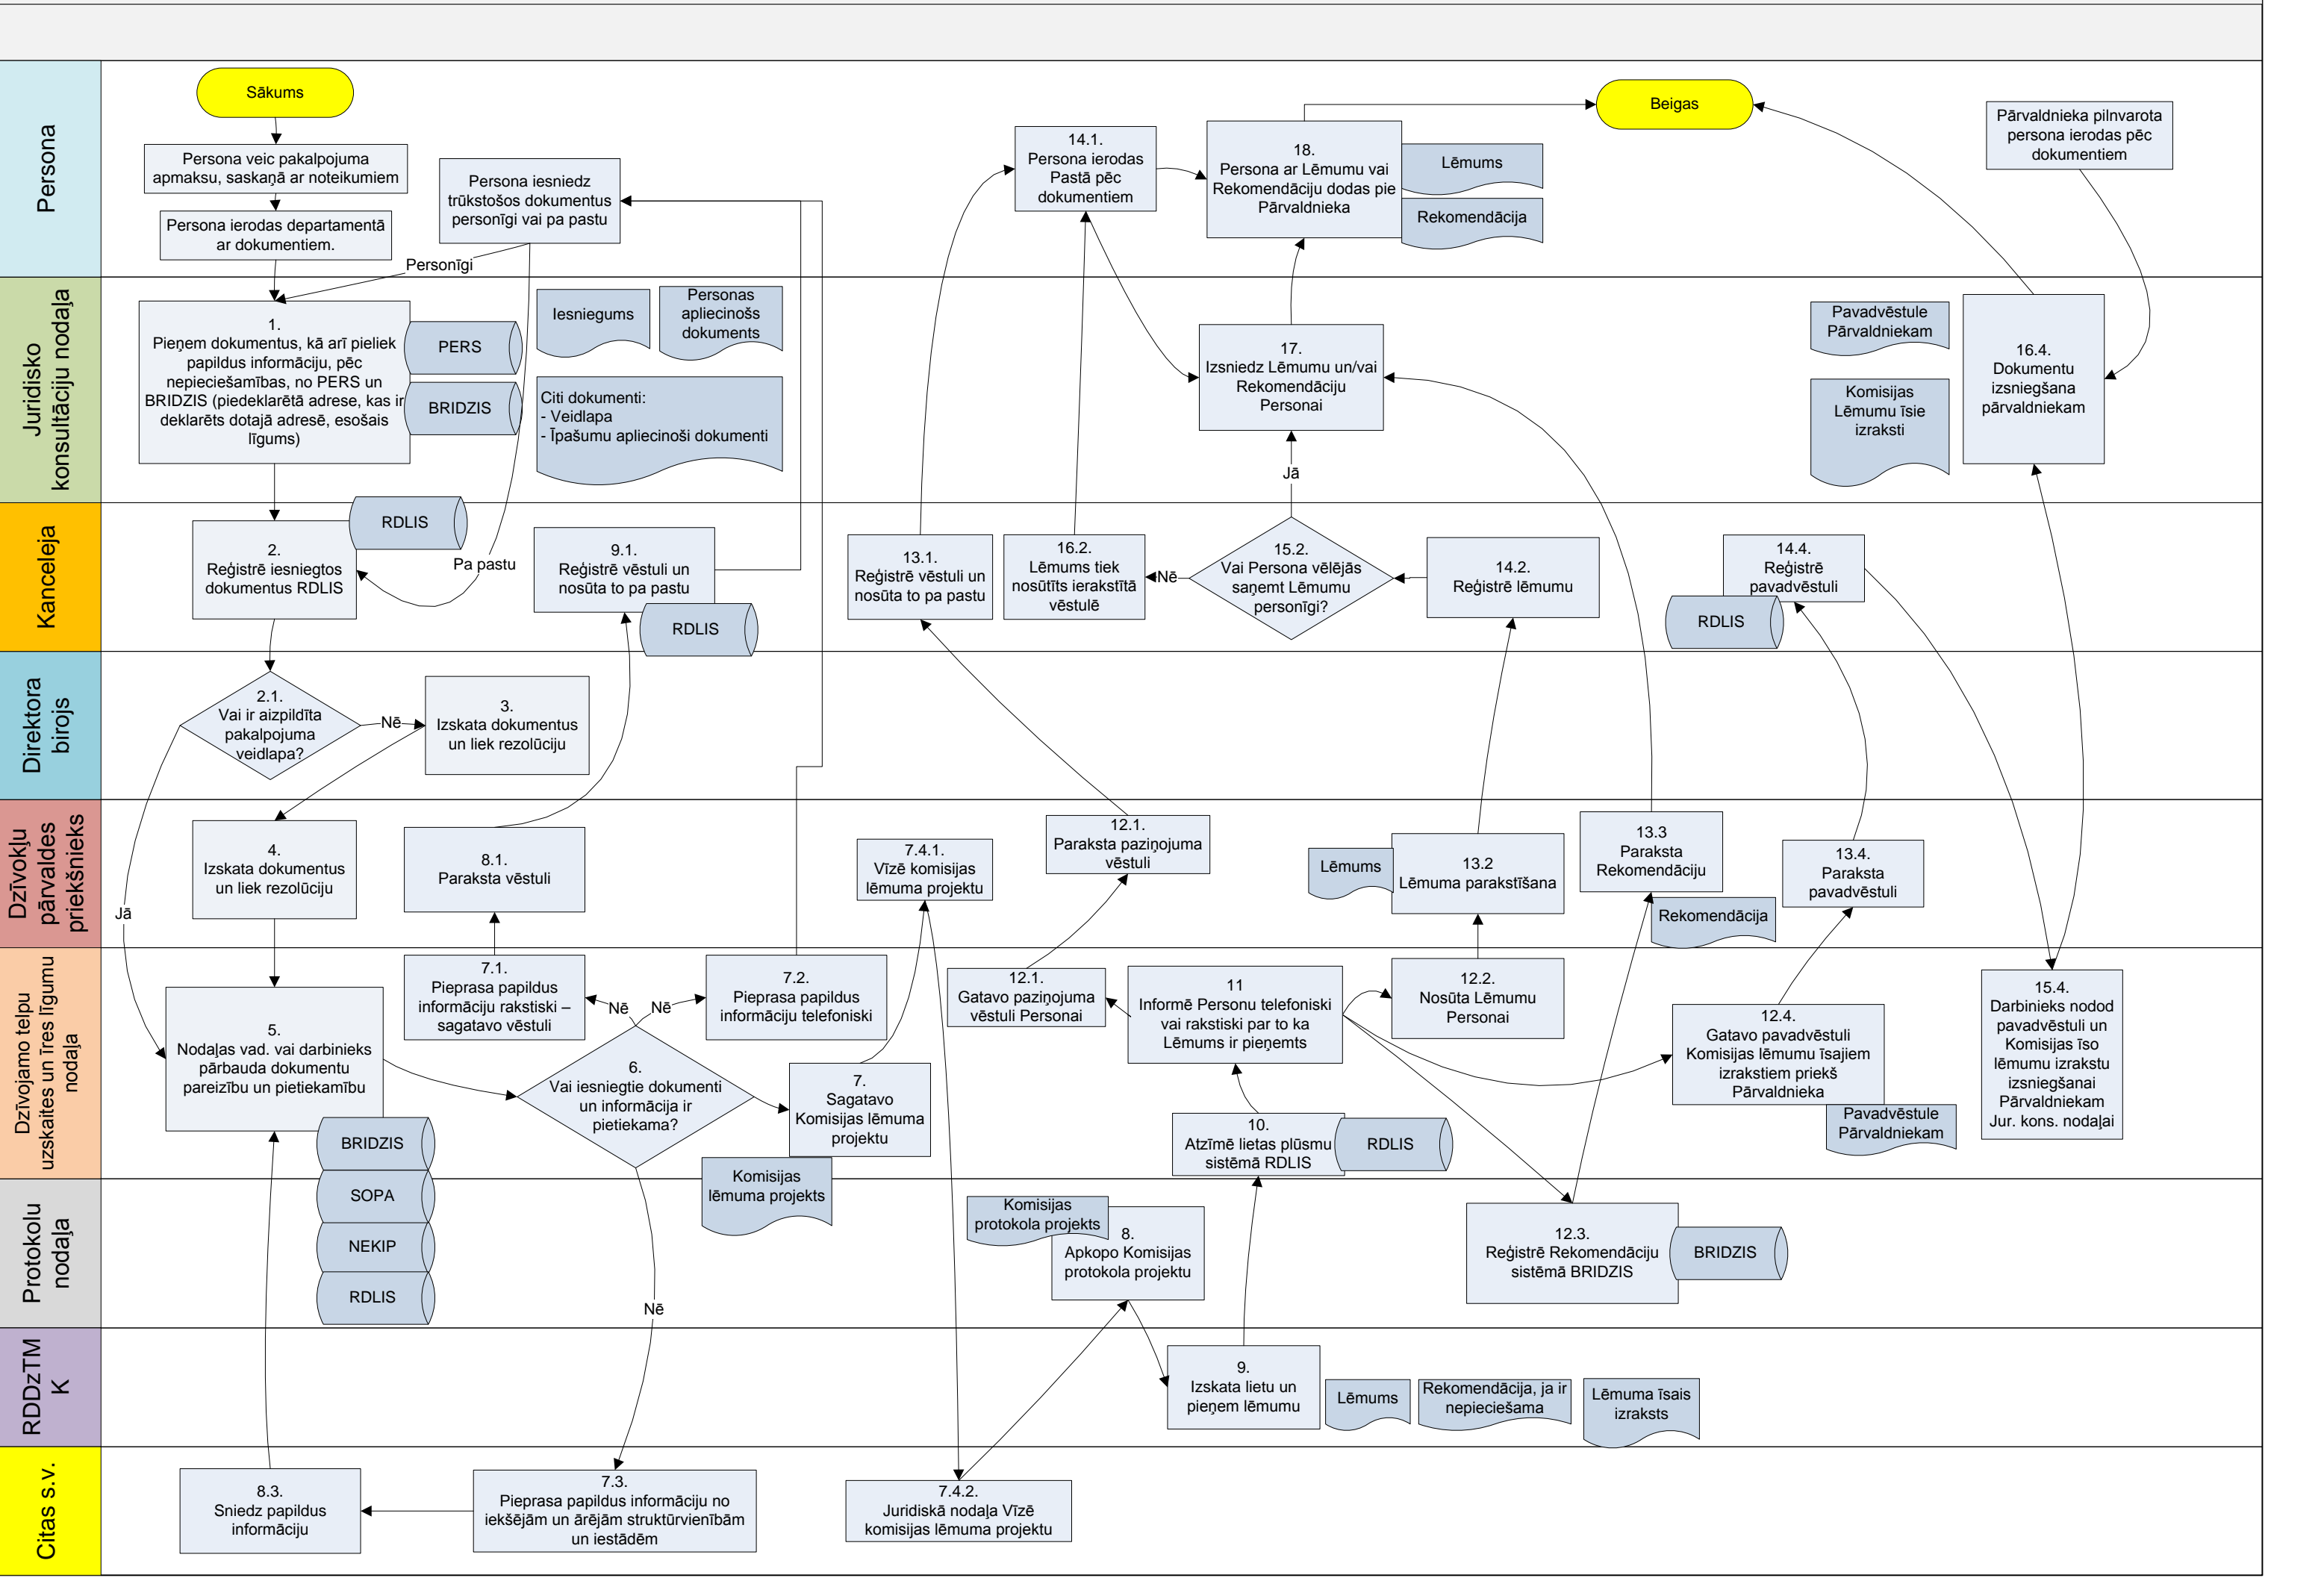 Persona
Sākums
Persona veic pakalpojuma
apmaksu, saskaņā ar noteikumiem
Persona ierodas departamentā
ar dokumentiem.
Persona iesniedz
trūkstošos dokumentus
personīgi vai pa pastu
Personīgi
14.1.
Persona ierodas
Pastā pēc
dokumentiem
18.
Persona ar Lēmumu vai
Rekomendāciju dodas pie
Pārvaldnieka
Lēmums
Rekomendācija
Beigas
Pārvaldnieka pilnvarota
persona ierodas pēc
dokumentiem
Juridisko
konsultāciju nodaļa
1.
Pieņem dokumentus, kā arī pieliek
papildus informāciju, pēc
nepieciešamības, no PERS un
BRIDZIS (piedeklarētā adrese, kas ir
deklarēts dotajā adresē, esošais
līgums)
PERS
BRIDZIS
Iesniegums
Personas
apliecinošs
dokuments
Citi dokumenti:
- Veidlapa
- Īpašumu apliecinoši dokumenti
17.
Izsniedz Lēmumu un/vai
Rekomendāciju
Personai
Jā
Pavadvēstule
Pārvaldniekam
Komisijas
Lēmumu īsie
izraksti
16.4.
Dokumentu
izsniegšana
pārvaldniekam
Kanceleja
2.
Reģistrē iesniegtos
dokumentus RDLIS
RDLIS
Pa pastu
9.1.
Reģistrē vēstuli un
nosūta to pa pastu
RDLIS
13.1.
Reģistrē vēstuli un
nosūta to pa pastu
16.2.
Lēmums tiek
nosūtīts ierakstītā
vēstulē
Nē
15.2.
Vai Persona vēlējās
saņemt Lēmumu
personīgi?
14.2.
Reģistrē lēmumu
14.4.
Reģistrē
pavadvēstuli
RDLIS
Direktora
birojs
2.1.
Vai ir aizpildīta
pakalpojuma
veidlapa?
Nē
3.
Izskata dokumentus
un liek rezolūciju
Dzīvokļu
pārvaldes
priekšnieks
Jā
4.
Izskata dokumentus
un liek rezolūciju
8.1.
Paraksta vēstuli
7.4.1.
Vīzē komisijas
lēmuma projektu
12.1.
Paraksta paziņojuma
vēstuli
Lēmums
13.2
Lēmuma parakstīšana
13.3
Paraksta
Rekomendāciju
Rekomendācija
13.4.
Paraksta
pavadvēstuli
Dzīvojamo telpu
uzskaites un īres līgumu
nodaļa
5.
Nodaļas vad. vai darbinieks
pārbauda dokumentu
pareizību un pietiekamību
BRIDZIS
SOPA
NEKIP
RDLIS
7.1.
Pieprasa papildus
informāciju rakstiski –
sagatavo vēstuli
Nē
Nē
7.2.
Pieprasa papildus
informāciju telefoniski
6.
Vai iesniegtie dokumenti
un informācija ir
pietiekama?
7.
Sagatavo
Komisijas lēmuma
projektu
Komisijas
lēmuma projekts
12.1.
Gatavo paziņojuma
vēstuli Personai
11
Informē Personu telefoniski
vai rakstiski par to ka
Lēmums ir pieņemts
12.2.
Nosūta Lēmumu
Personai
10.
Atzīmē lietas plūsmu
sistēmā RDLIS
RDLIS
12.4.
Gatavo pavadvēstuli
Komisijas lēmumu īsajiem
izrakstiem priekš
Pārvaldnieka
Pavadvēstule
Pārvaldniekam
15.4.
Darbinieks nodod
pavadvēstuli un
Komisijas īso
lēmumu izrakstu
izsniegšanai
Pārvaldniekam
Jur. kons. nodaļai
Protokolu
nodaļa
Nē
Komisijas
protokola projekts
8.
Apkopo Komisijas
protokola projektu
12.3.
Reģistrē Rekomendāciju
sistēmā BRIDZIS
BRIDZIS
RDDzTM
K
9.
Izskata lietu un
pieņem lēmumu
Lēmums
Rekomendācija, ja ir
nepieciešama
Lēmuma īsais
izraksts
Citas s.v.
8.3.
Sniedz papildus
informāciju
7.3.
Pieprasa papildus informāciju no
iekšējām un ārējām struktūrvienībām
un iestādēm
7.4.2.
Juridiskā nodaļa Vīzē
komisijas lēmuma projektu